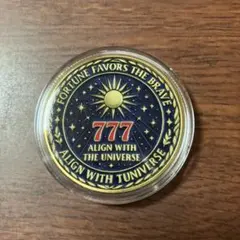 FORTUNE FAVORS THE BRAVE
777
ALIGN WITH
THE UNIVERSE
ALIGN WITH TUNIVERSE